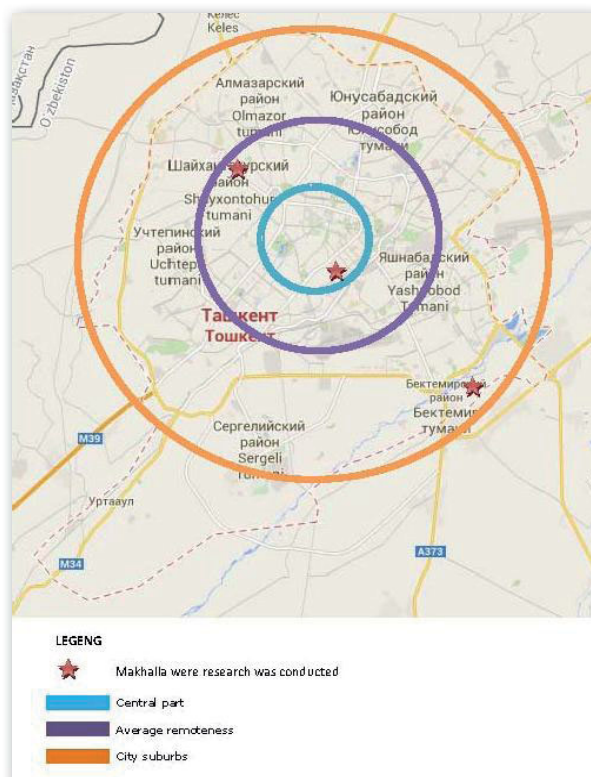 Келес
Keles
Казахстан
O'zbekiston
Алмазарский
район
Olmazor
tumani
Юнусабадский
район
Юнусобод
тумани
Шайхантахурский
район
Shayxontohur
tumani
Учтепинский
район
Uchtepa
tumani
Яшнабадский
район
Yashnobod
Tumani
Ташкент
Тошкент
Бектемирский
район
Бектемир
тумани
Сергелийский
район
Sergeli
tumani
M39
Уртааул
M34
A373
LEGENG
Makhalla were research was conducted
Central part
Average remoteness
City suburbs